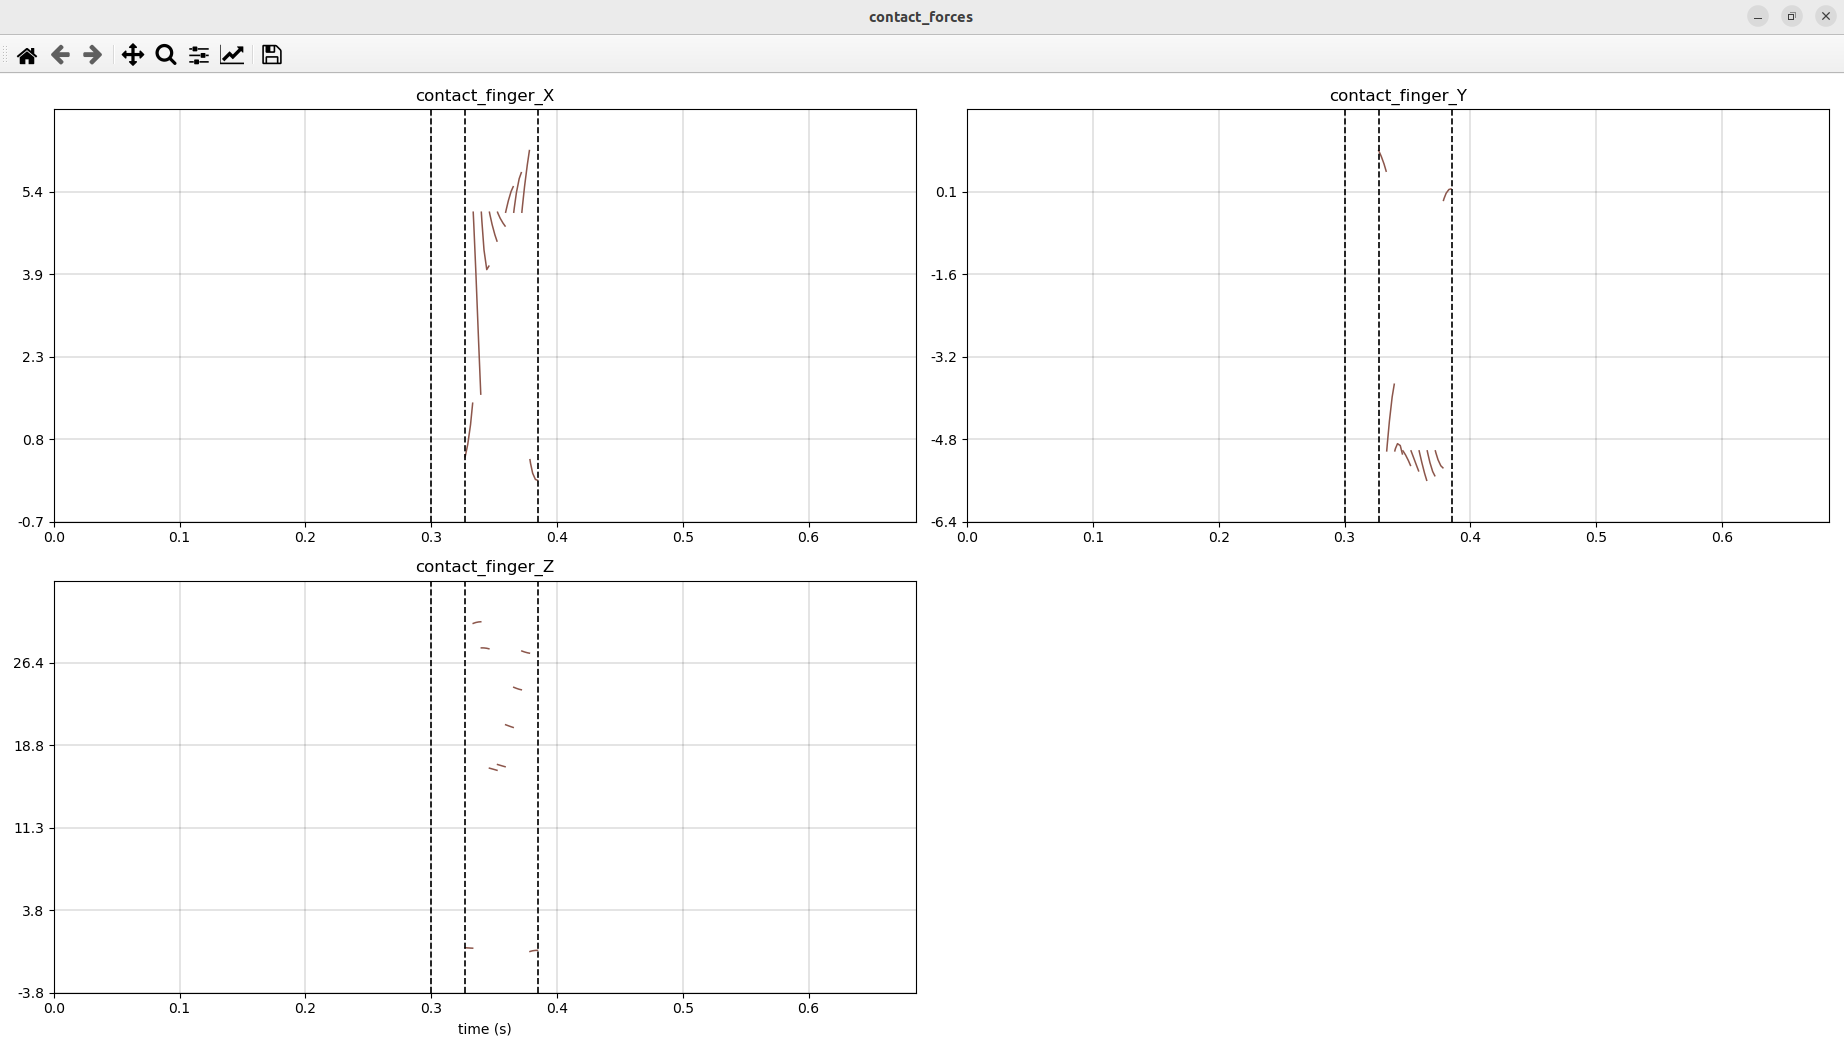 contact_forces
contact_finger_X
5.4
3.9
2.3
0.8
-0.7
0.0 0.1 0.2 0.3 0.4 0.5 0.6
contact_finger_Y
0.1
-1.6
-3.2
-4.8
-6.4
0.0 0.1 0.2 0.3 0.4 0.5 0.6
contact_finger_Z
26.4
18.8
11.3
3.8
-3.8
0.0 0.1 0.2 0.3 0.4 0.5 0.6
time (s)